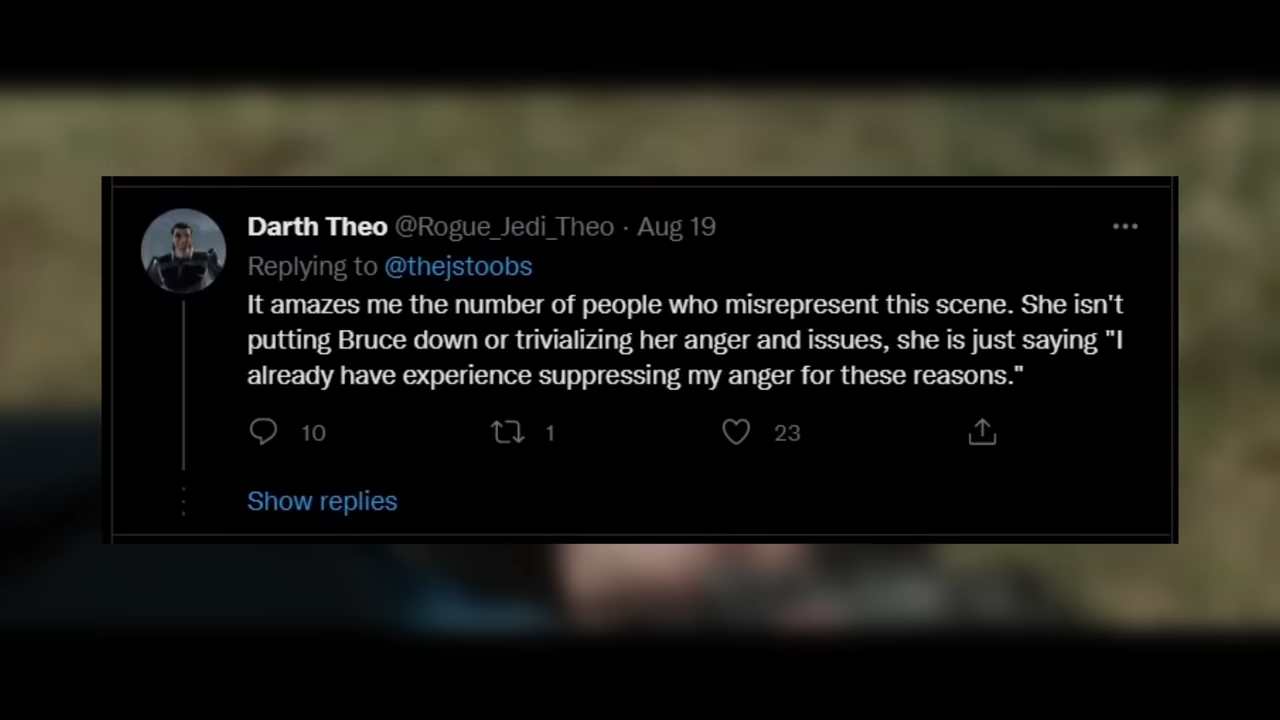 Darth Theo @Rogue_Jedi_Theo · Aug 19
Replying to @thejstoobs
It amazes me the number of people who misrepresent this scene. She isn't
putting Bruce down or trivializing her anger and issues, she is just saying "I
already have experience suppressing my anger for these reasons."
10 1 23
Show replies